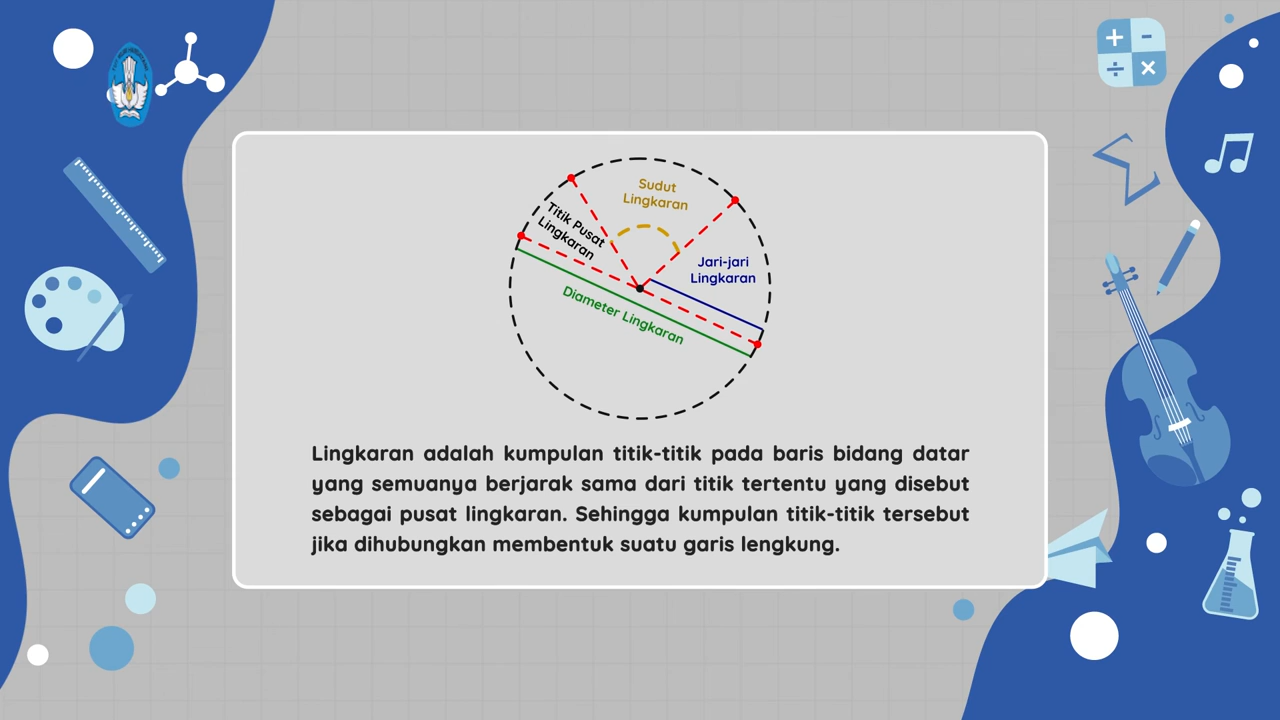 Sudut
Lingkaran
Titik Pusat
Lingkaran
Jari-jari
Lingkaran
Diameter Lingkaran
Lingkaran adalah kumpulan titik-titik pada baris bidang datar
yang semuanya berjarak sama dari titik tertentu yang disebut
sebagai pusat lingkaran. Sehingga kumpulan titik-titik tersebut
jika dihubungkan membentuk suatu garis lengkung.